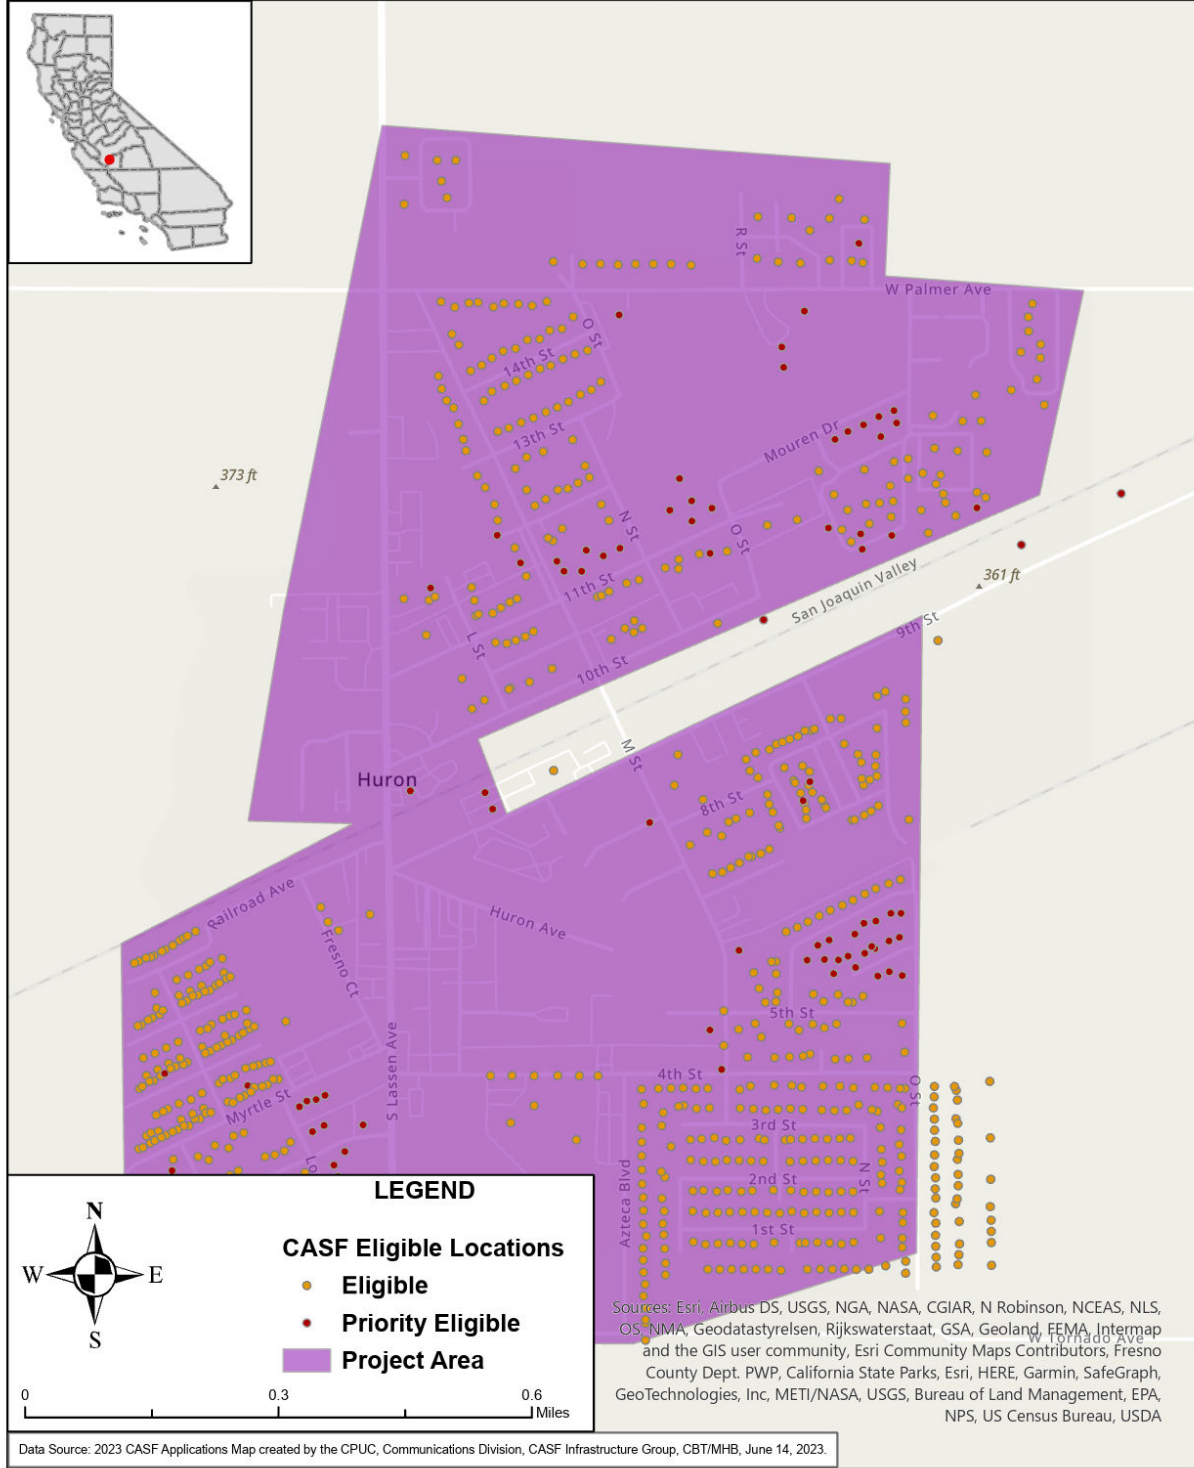 R St
W Palmer Ave
O St
14th St
13th St
Mouren Dr
373 ft
N St
O St
San Joaquin Valley
361 ft
11th St
9th St
L St
10th St
M St
Huron
8th St
Railroad Ave
Huron Ave
Fresno Ct
5th St
S Lassen Ave
4th St
O St
Myrtle St
3rd St
Lo
N St
2nd St
Azteca Blvd
1st St
W Tornado Ave
LEGEND
CASF Eligible Locations
Eligible
Priority Eligible
Project Area
N
W
E
S
0
0.3
0.6
Miles
Sources: Esri, Airbus DS, USGS, NGA, NASA, CGIAR, N Robinson, NCEAS, NLS,
OS, NMA, Geodatastyrelsen, Rijkswaterstaat, GSA, Geoland, FEMA, Intermap
and the GIS user community, Esri Community Maps Contributors, Fresno
County Dept. PWP, California State Parks, Esri, HERE, Garmin, SafeGraph,
GeoTechnologies, Inc, METI/NASA, USGS, Bureau of Land Management, EPA,
NPS, US Census Bureau, USDA
Data Source: 2023 CASF Applications Map created by the CPUC, Communications Division, CASF Infrastructure Group, CBT/MHB, June 14, 2023.